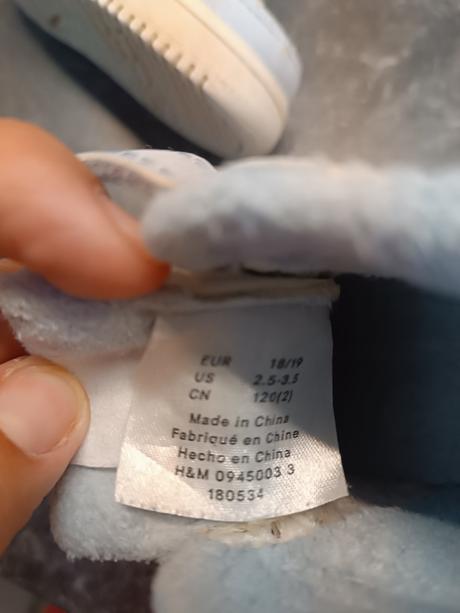 EUR 18/19
US 2.5-3.5
CN 120(2)
Made in China
Fabriqué en Chine
Hecho en China
H&M 0945003 3
180534